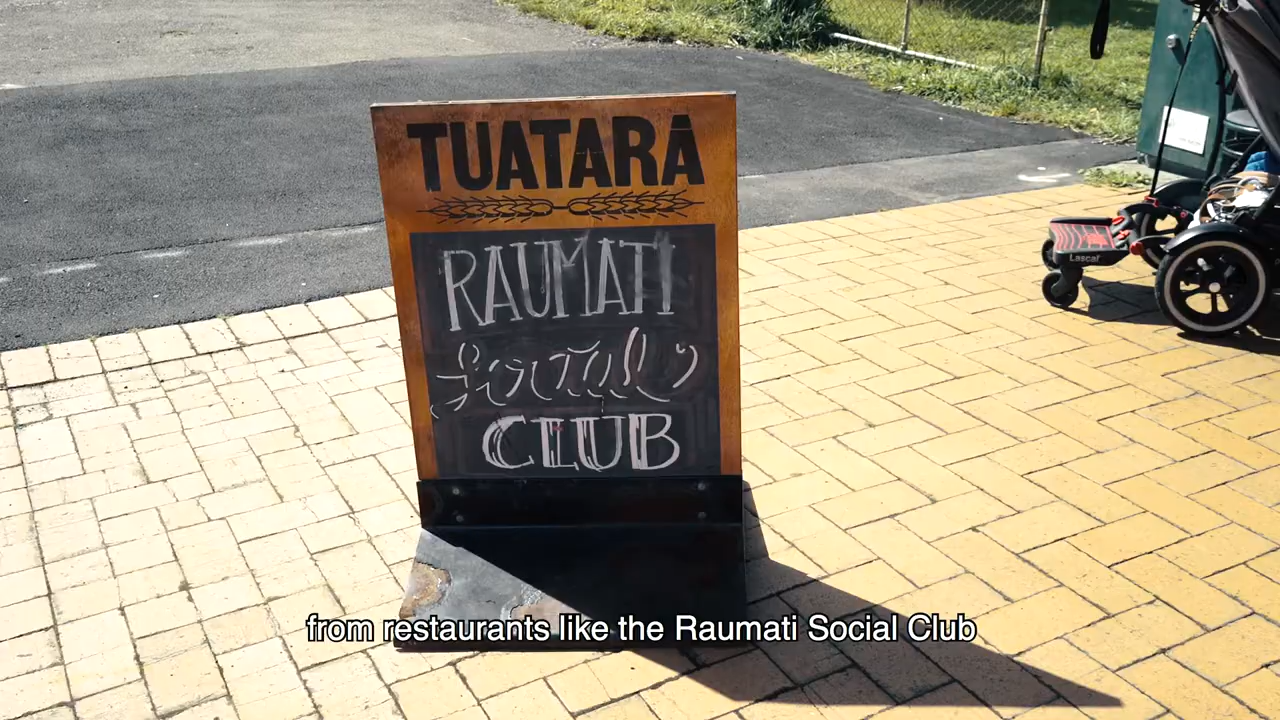 TUATARA
RAUMATI
Social
CLUB
Lascal
from restaurants like the Raumati Social Club